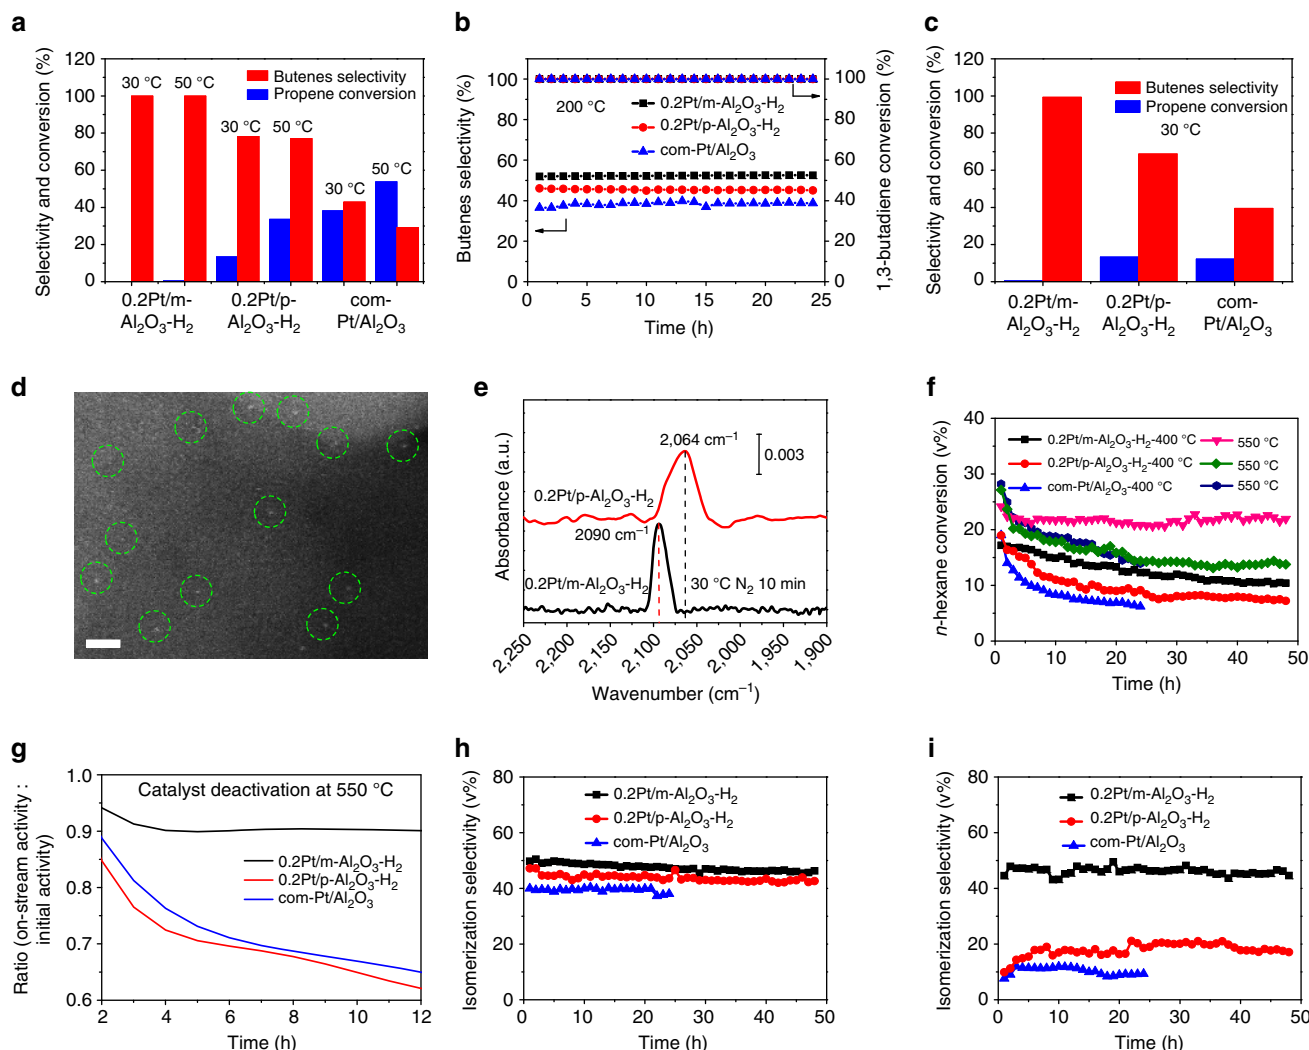 a
Selectivity and conversion (%)
120
100
80
60
40
20
0
Butenes selectivity
Propene conversion
30 °C
50 °C
30 °C
50 °C
30 °C
50 °C
0.2Pt/m-
Al₂O₃-H₂
0.2Pt/p-
Al₂O₃-H₂
com-
Pt/Al₂O₃
b
Butenes selectivity (%)
120
100
80
60
40
20
0
200 °C
0.2Pt/m-Al₂O₃-H₂
0.2Pt/p-Al₂O₃-H₂
com-Pt/Al₂O₃
100
80
60
40
20
0
1,3-butadiene conversion (%)
0 5 10 15 20 25
Time (h)
c
Selectivity and conversion (%)
120
100
80
60
40
20
0
Butenes selectivity
Propene conversion
30 °C
0.2Pt/m-
Al₂O₃-H₂
0.2Pt/p-
Al₂O₃-H₂
com-
Pt/Al₂O₃
d
e
Absorbance (a.u.)
2,064 cm⁻¹
0.003
0.2Pt/p-Al₂O₃-H₂
2090 cm⁻¹
0.2Pt/m-Al₂O₃-H₂
30 °C N₂ 10 min
2,250 2,200 2,150 2,100 2,050 2,000 1,950 1,900
Wavenumber (cm⁻¹)
f
n-hexane conversion (v%)
40
30
20
10
0
0.2Pt/m-Al₂O₃-H₂-400 °C
0.2Pt/p-Al₂O₃-H₂-400 °C
com-Pt/Al₂O₃-400 °C
550 °C
550 °C
550 °C
0 10 20 30 40 50
Time (h)
g
Ratio (on-stream activity :
initial activity)
1.0
0.9
0.8
0.7
0.6
Catalyst deactivation at 550 °C
0.2Pt/m-Al₂O₃-H₂
0.2Pt/p-Al₂O₃-H₂
com-Pt/Al₂O₃
2 4 6 8 10 12
Time (h)
h
Isomerization selectivity (v%)
80
60
40
20
0
0.2Pt/m-Al₂O₃-H₂
0.2Pt/p-Al₂O₃-H₂
com-Pt/Al₂O₃
0 10 20 30 40 50
Time (h)
i
Isomerization selectivity (v%)
80
60
40
20
0
0.2Pt/m-Al₂O₃-H₂
0.2Pt/p-Al₂O₃-H₂
com-Pt/Al₂O₃
0 10 20 30 40 50
Time (h)